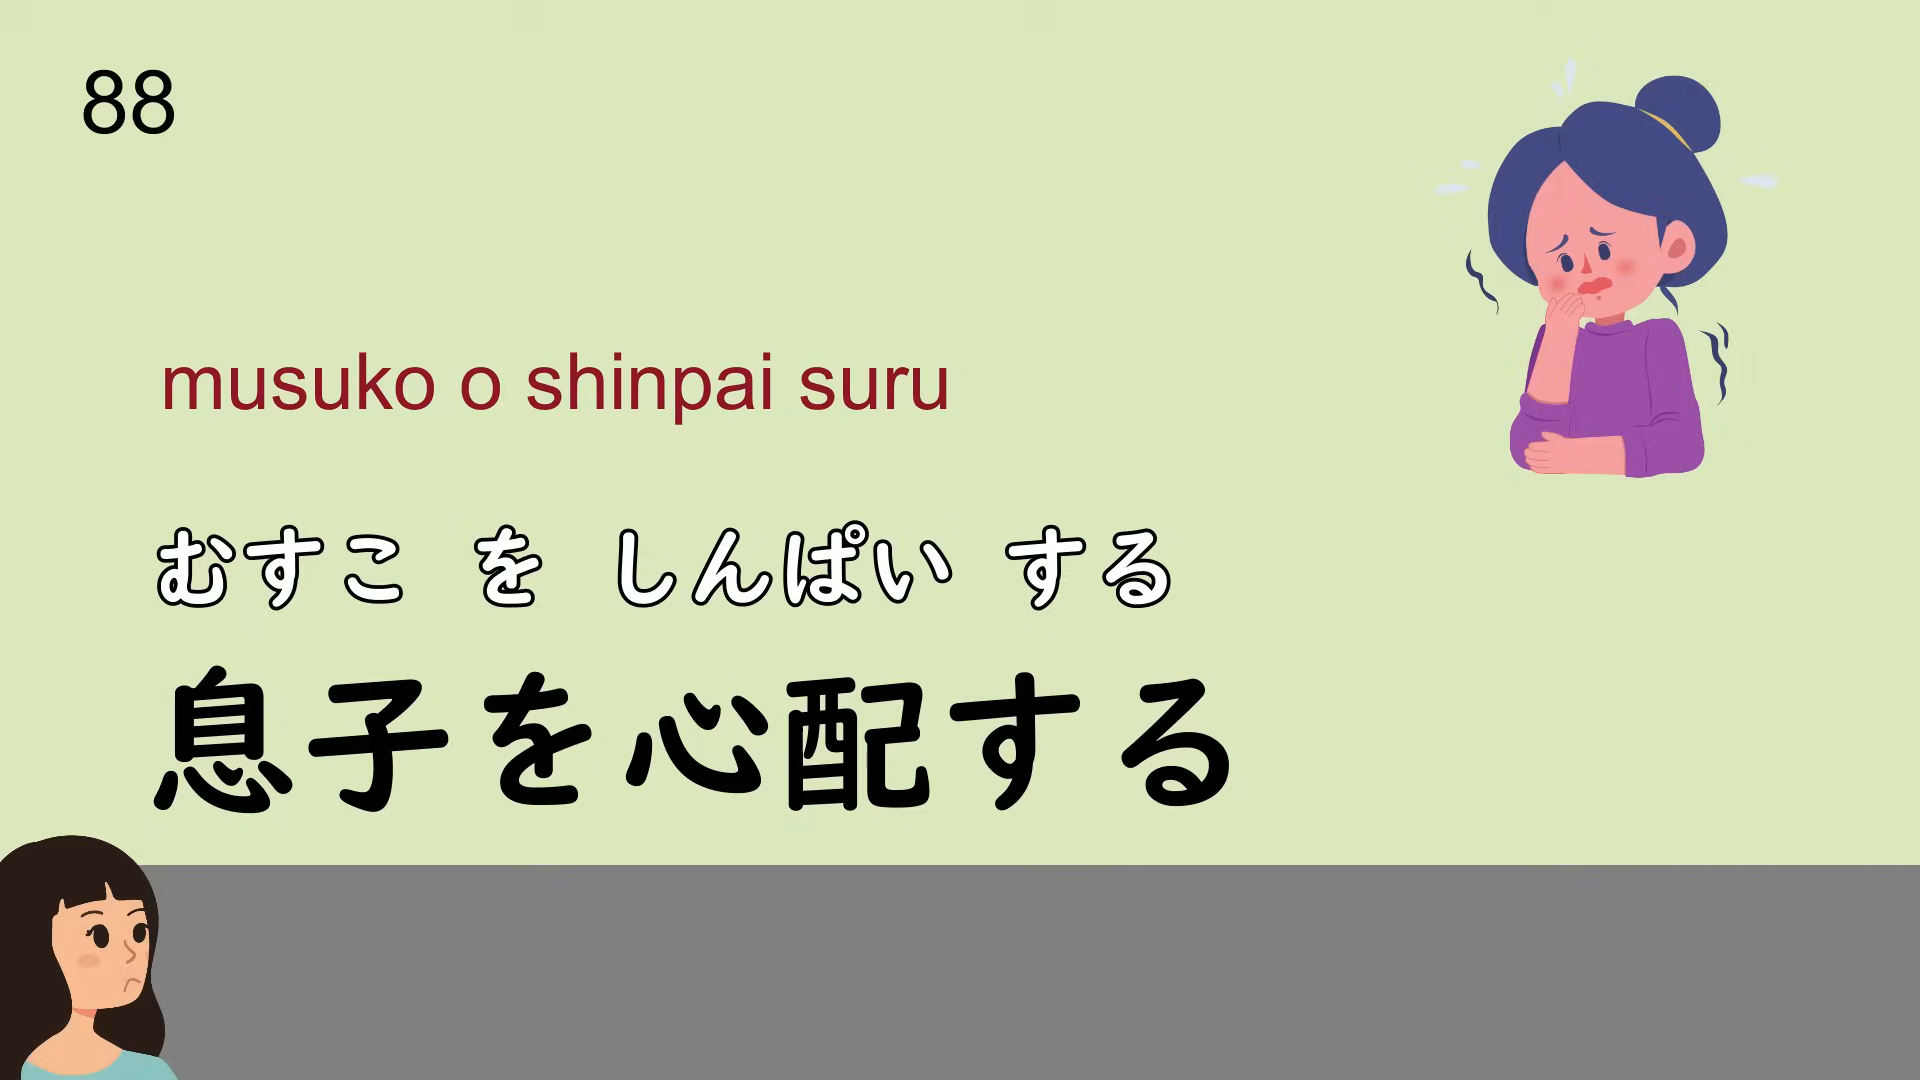 88
musuko o shinpai suru
むすこ を しんぱい する
息子を心配する